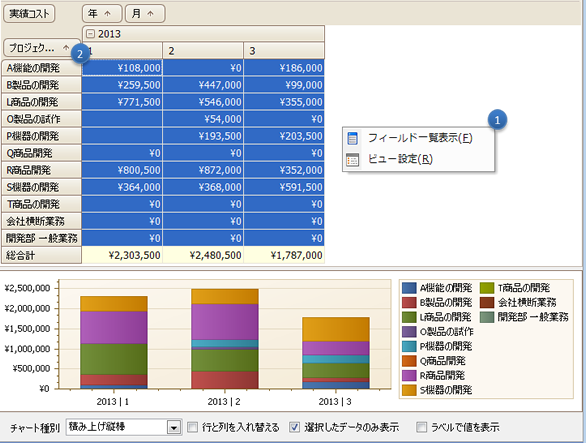 実績コスト 年 月
2013
プロジェク... 2 1 2 3
A機能の開発 ¥108,000 ¥0 ¥186,000
B製品の開発 ¥259,500 ¥447,000 ¥99,000
L商品の開発 ¥771,500 ¥546,000 ¥355,000
O製品の試作 ¥54,000 ¥0
P機器の開発 ¥193,500 ¥203,500
Q商品開発 ¥0 ¥0 ¥0
R商品開発 ¥800,500 ¥872,000 ¥352,000
S機器の開発 ¥364,000 ¥368,000 ¥591,500
T商品の開発 ¥0 ¥0
会社横断業務 ¥0 ¥0 ¥0
開発部 一般業務 ¥0 ¥0 ¥0
総合計 ¥2,303,500 ¥2,480,500 ¥1,787,000
1
フィールド一覧表示(F)
ビュー設定(R)
¥2,500,000
¥2,000,000
¥1,500,000
¥1,000,000
¥500,000
¥0
2013 | 1 2013 | 2 2013 | 3
A機能の開発 T商品の開発
B製品の開発 会社横断業務
L商品の開発 開発部 一般業務
O製品の試作
P機器の開発
Q商品開発
R商品開発
S機器の開発
チャート種別 積み上げ縦棒 行と列を入れ替える 選択したデータのみ表示 ラベルで値を表示